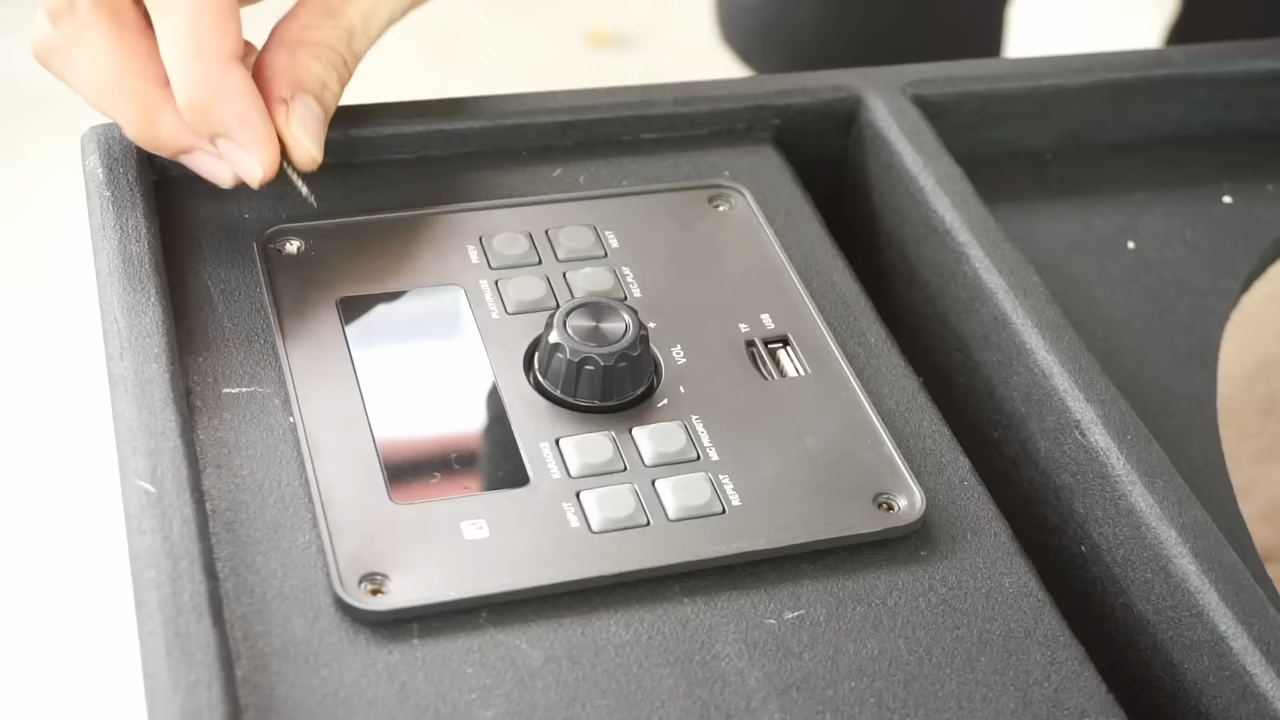 PREV
NEXT
PLAY/PAUSE
REC PLAY
+
VOL
-
TF
USB
KARAOKE
MIC PRIORITY
INPUT
REPEAT